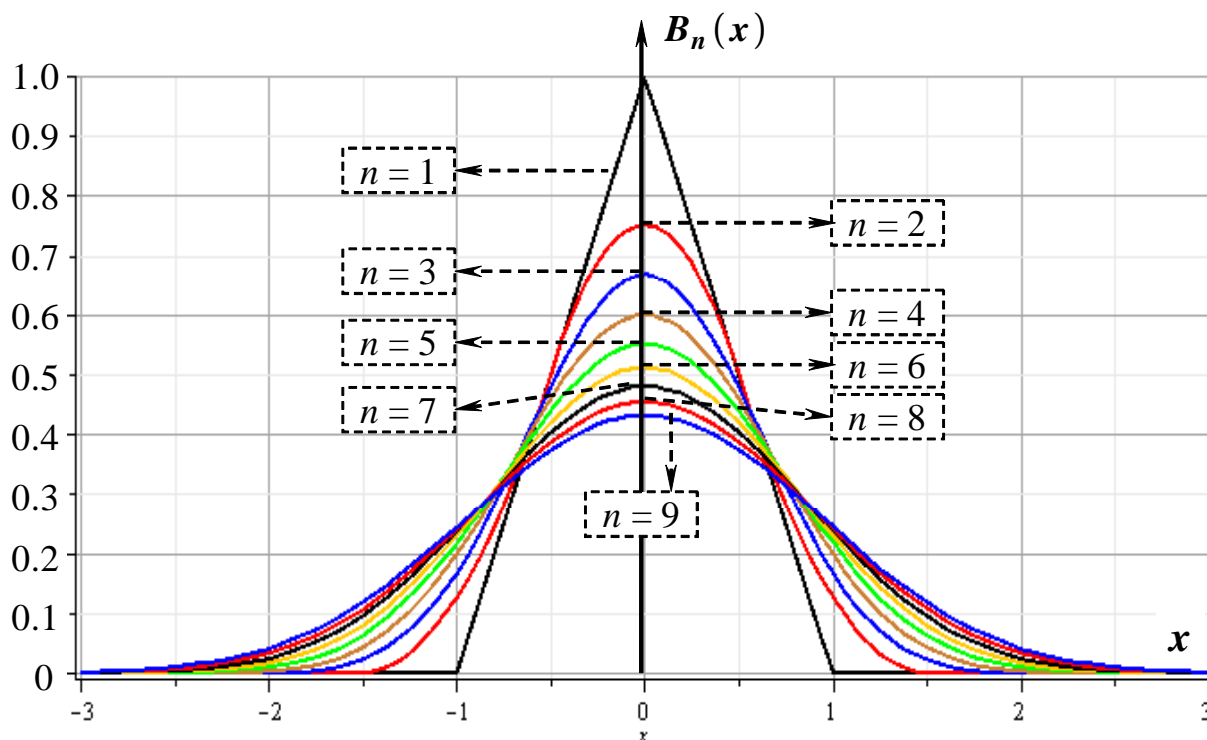 Bₙ(x)
1.0
0.9
0.8
0.7
0.6
0.5
0.4
0.3
0.2
0.1
0
n = 1
n = 2
n = 3
n = 4
n = 5
n = 6
n = 7
n = 8
n = 9
x
-3 -2 -1 0 1 2 3
x